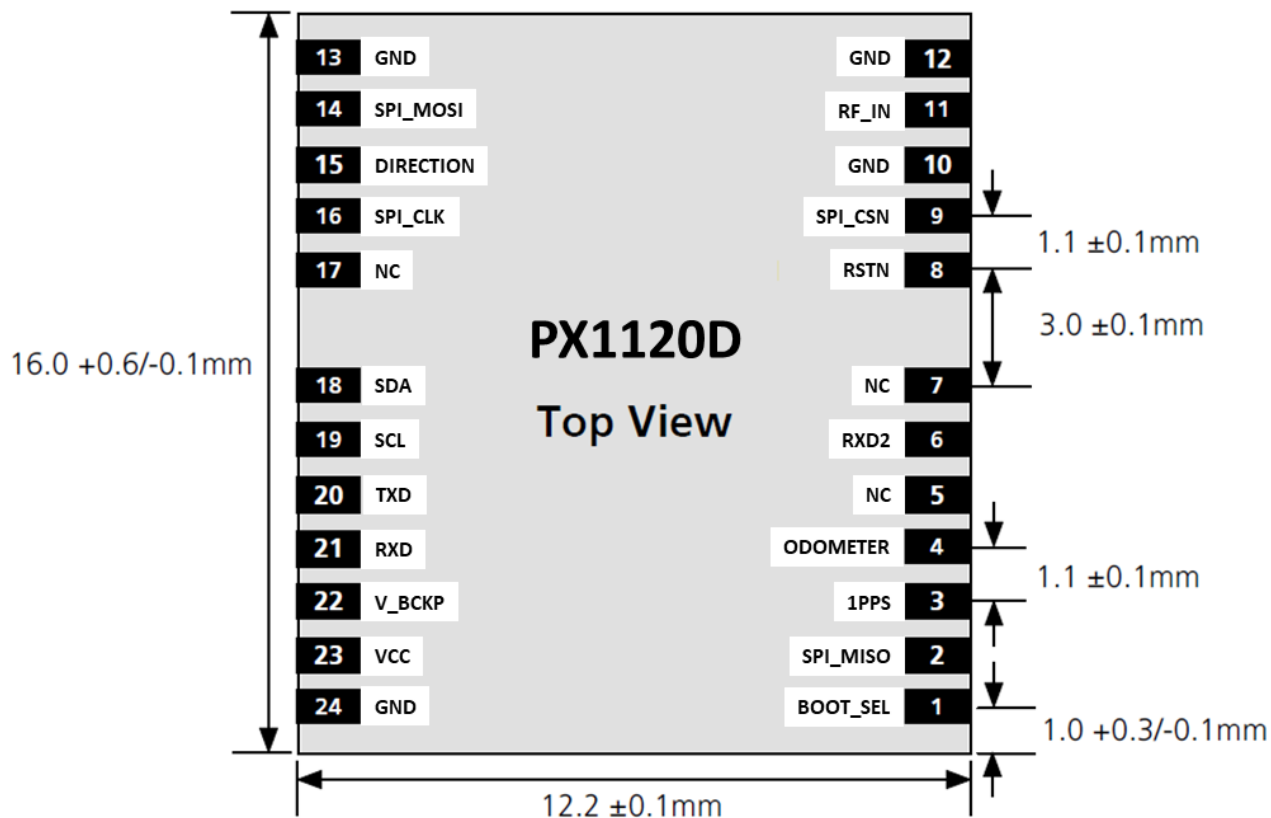 13 GND GND 12
14 SPI_MOSI RF_IN 11
15 DIRECTION GND 10
16 SPI_CLK SPI_CSN 9
1.1 ±0.1mm
17 NC RSTN 8
3.0 ±0.1mm
PX1120D
16.0 +0.6/-0.1mm
18 SDA NC 7
Top View
19 SCL RXD2 6
20 TXD NC 5
21 RXD ODOMETER 4
1.1 ±0.1mm
22 V_BCKP 1PPS 3
23 VCC SPI_MISO 2
24 GND BOOT_SEL 1
1.0 +0.3/-0.1mm
12.2 ±0.1mm